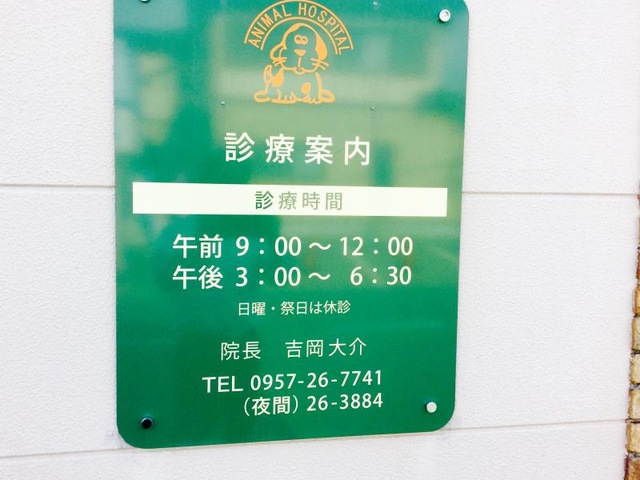 ANIMAL HOSPITAL
診療案内
診療時間
午前 9：00～12：00
午後 3：00～ 6：30
日曜・祭日は休診
院長 吉岡大介
TEL 0957-26-7741
（夜間）26-3884